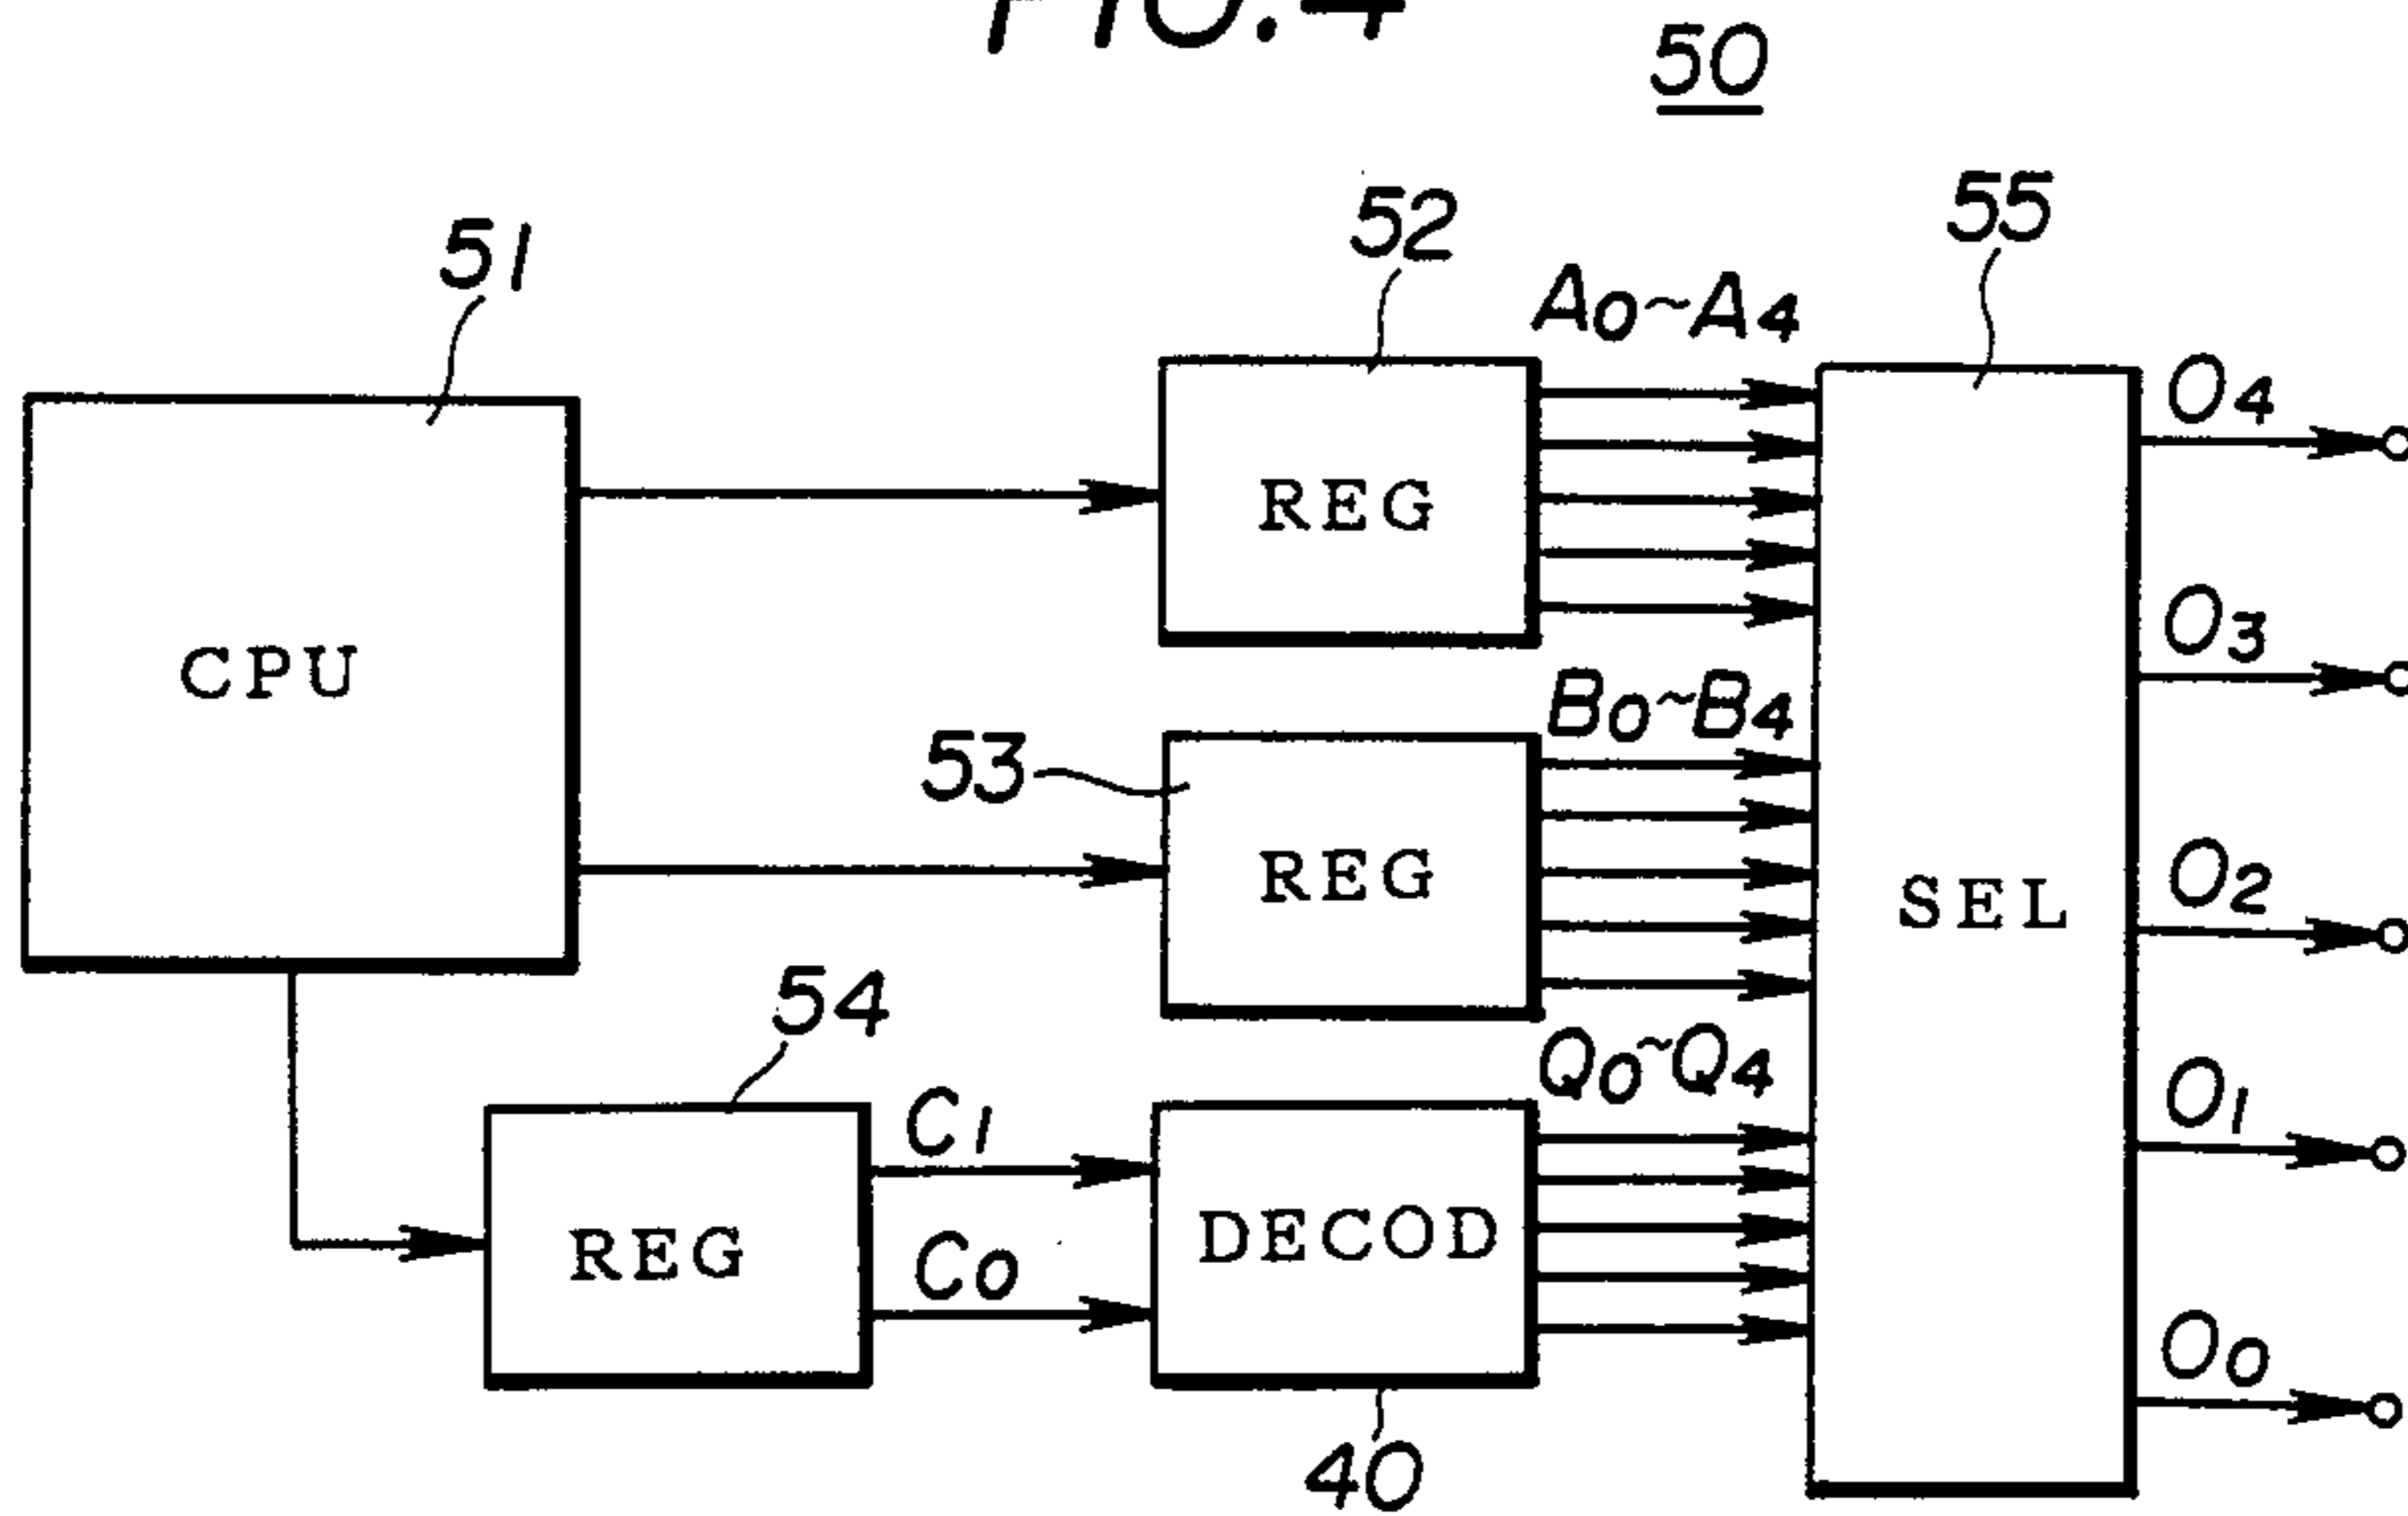 FIG.4
50
51
52
55
A0~A4
O4
REG
CPU
O3
B0~B4
53
REG
SEL
O2
54
Q0~Q4
C1
O1
REG
DECOD
C0
O0
40